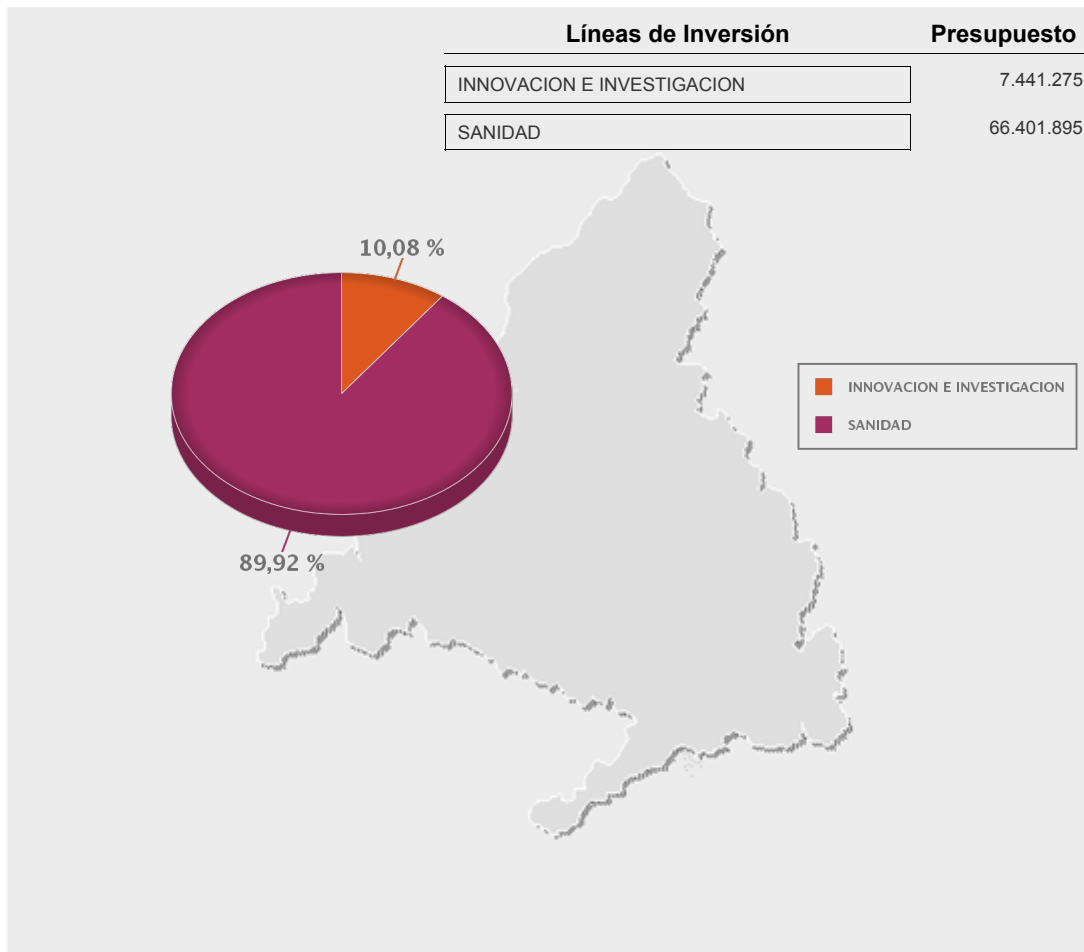 Líneas de Inversión Presupuesto
INNOVACION E INVESTIGACION 7.441.275
SANIDAD 66.401.895
10,08 %
INNOVACION E INVESTIGACION
SANIDAD
89,92 %